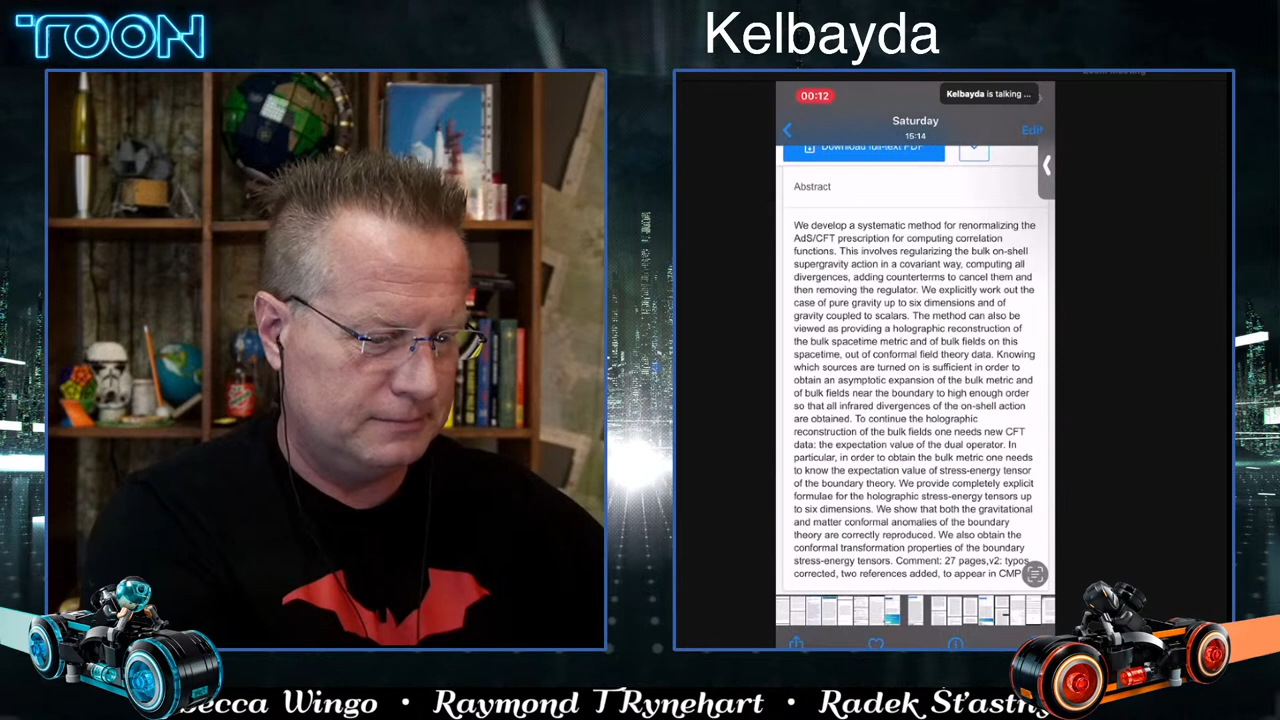 TOON
Kelbayda
00:12
Kelbayda is talking ...
Saturday
15:14
Edit
Download full-text PDF
Abstract
We develop a systematic method for renormalizing the
AdS/CFT prescription for computing correlation
functions. This involves regularizing the bulk on-shell
supergravity action in a covariant way, computing all
divergences, adding counterterms to cancel them and
then removing the regulator. We explicitly work out the
case of pure gravity up to six dimensions and of
gravity coupled to scalars. The method can also be
viewed as providing a holographic reconstruction of
the bulk spacetime metric and of bulk fields on this
spacetime, out of conformal field theory data. Knowing
which sources are turned on is sufficient in order to
obtain an asymptotic expansion of the bulk metric and
of bulk fields near the boundary to high enough order
so that all infrared divergences of the on-shell action
are obtained. To continue the holographic
reconstruction of the bulk fields one needs new CFT
data: the expectation value of the dual operator. In
particular, in order to obtain the bulk metric one needs
to know the expectation value of stress-energy tensor
of the boundary theory. We provide completely explicit
formulae for the holographic stress-energy tensors up
to six dimensions. We show that both the gravitational
and matter conformal anomalies of the boundary
theory are correctly reproduced. We also obtain the
conformal transformation properties of the boundary
stress-energy tensors. Comment: 27 pages,v2: typos
corrected, two references added, to appear in CMP
becca Wingo • Raymond T Rynehart • Radek Šťastný